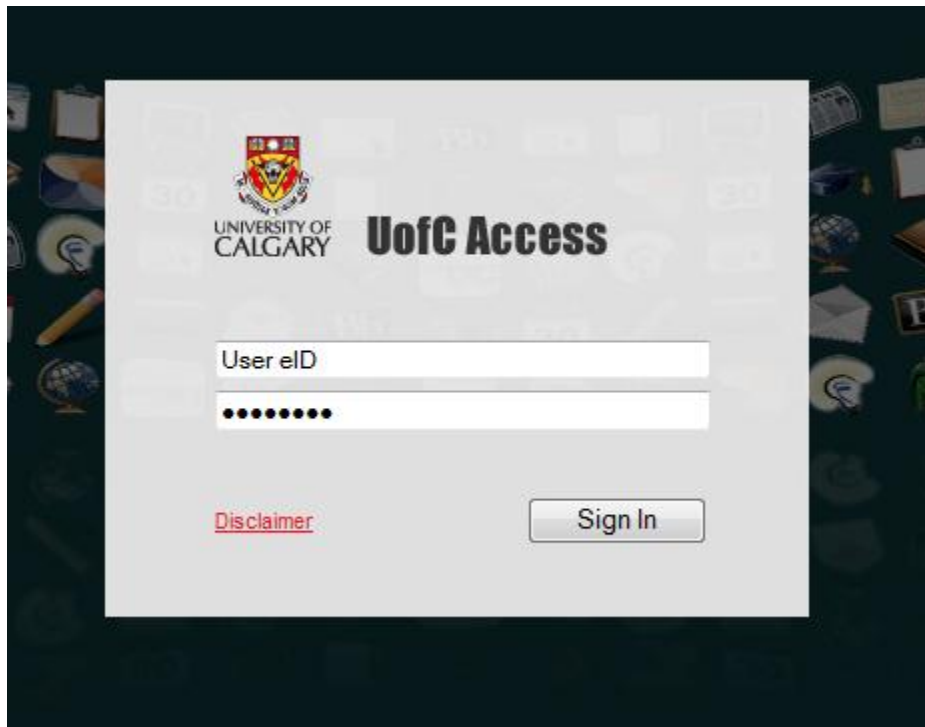 UNIVERSITY OF
CALGARY
UofC Access
User eID
••••••••
Disclaimer
Sign In